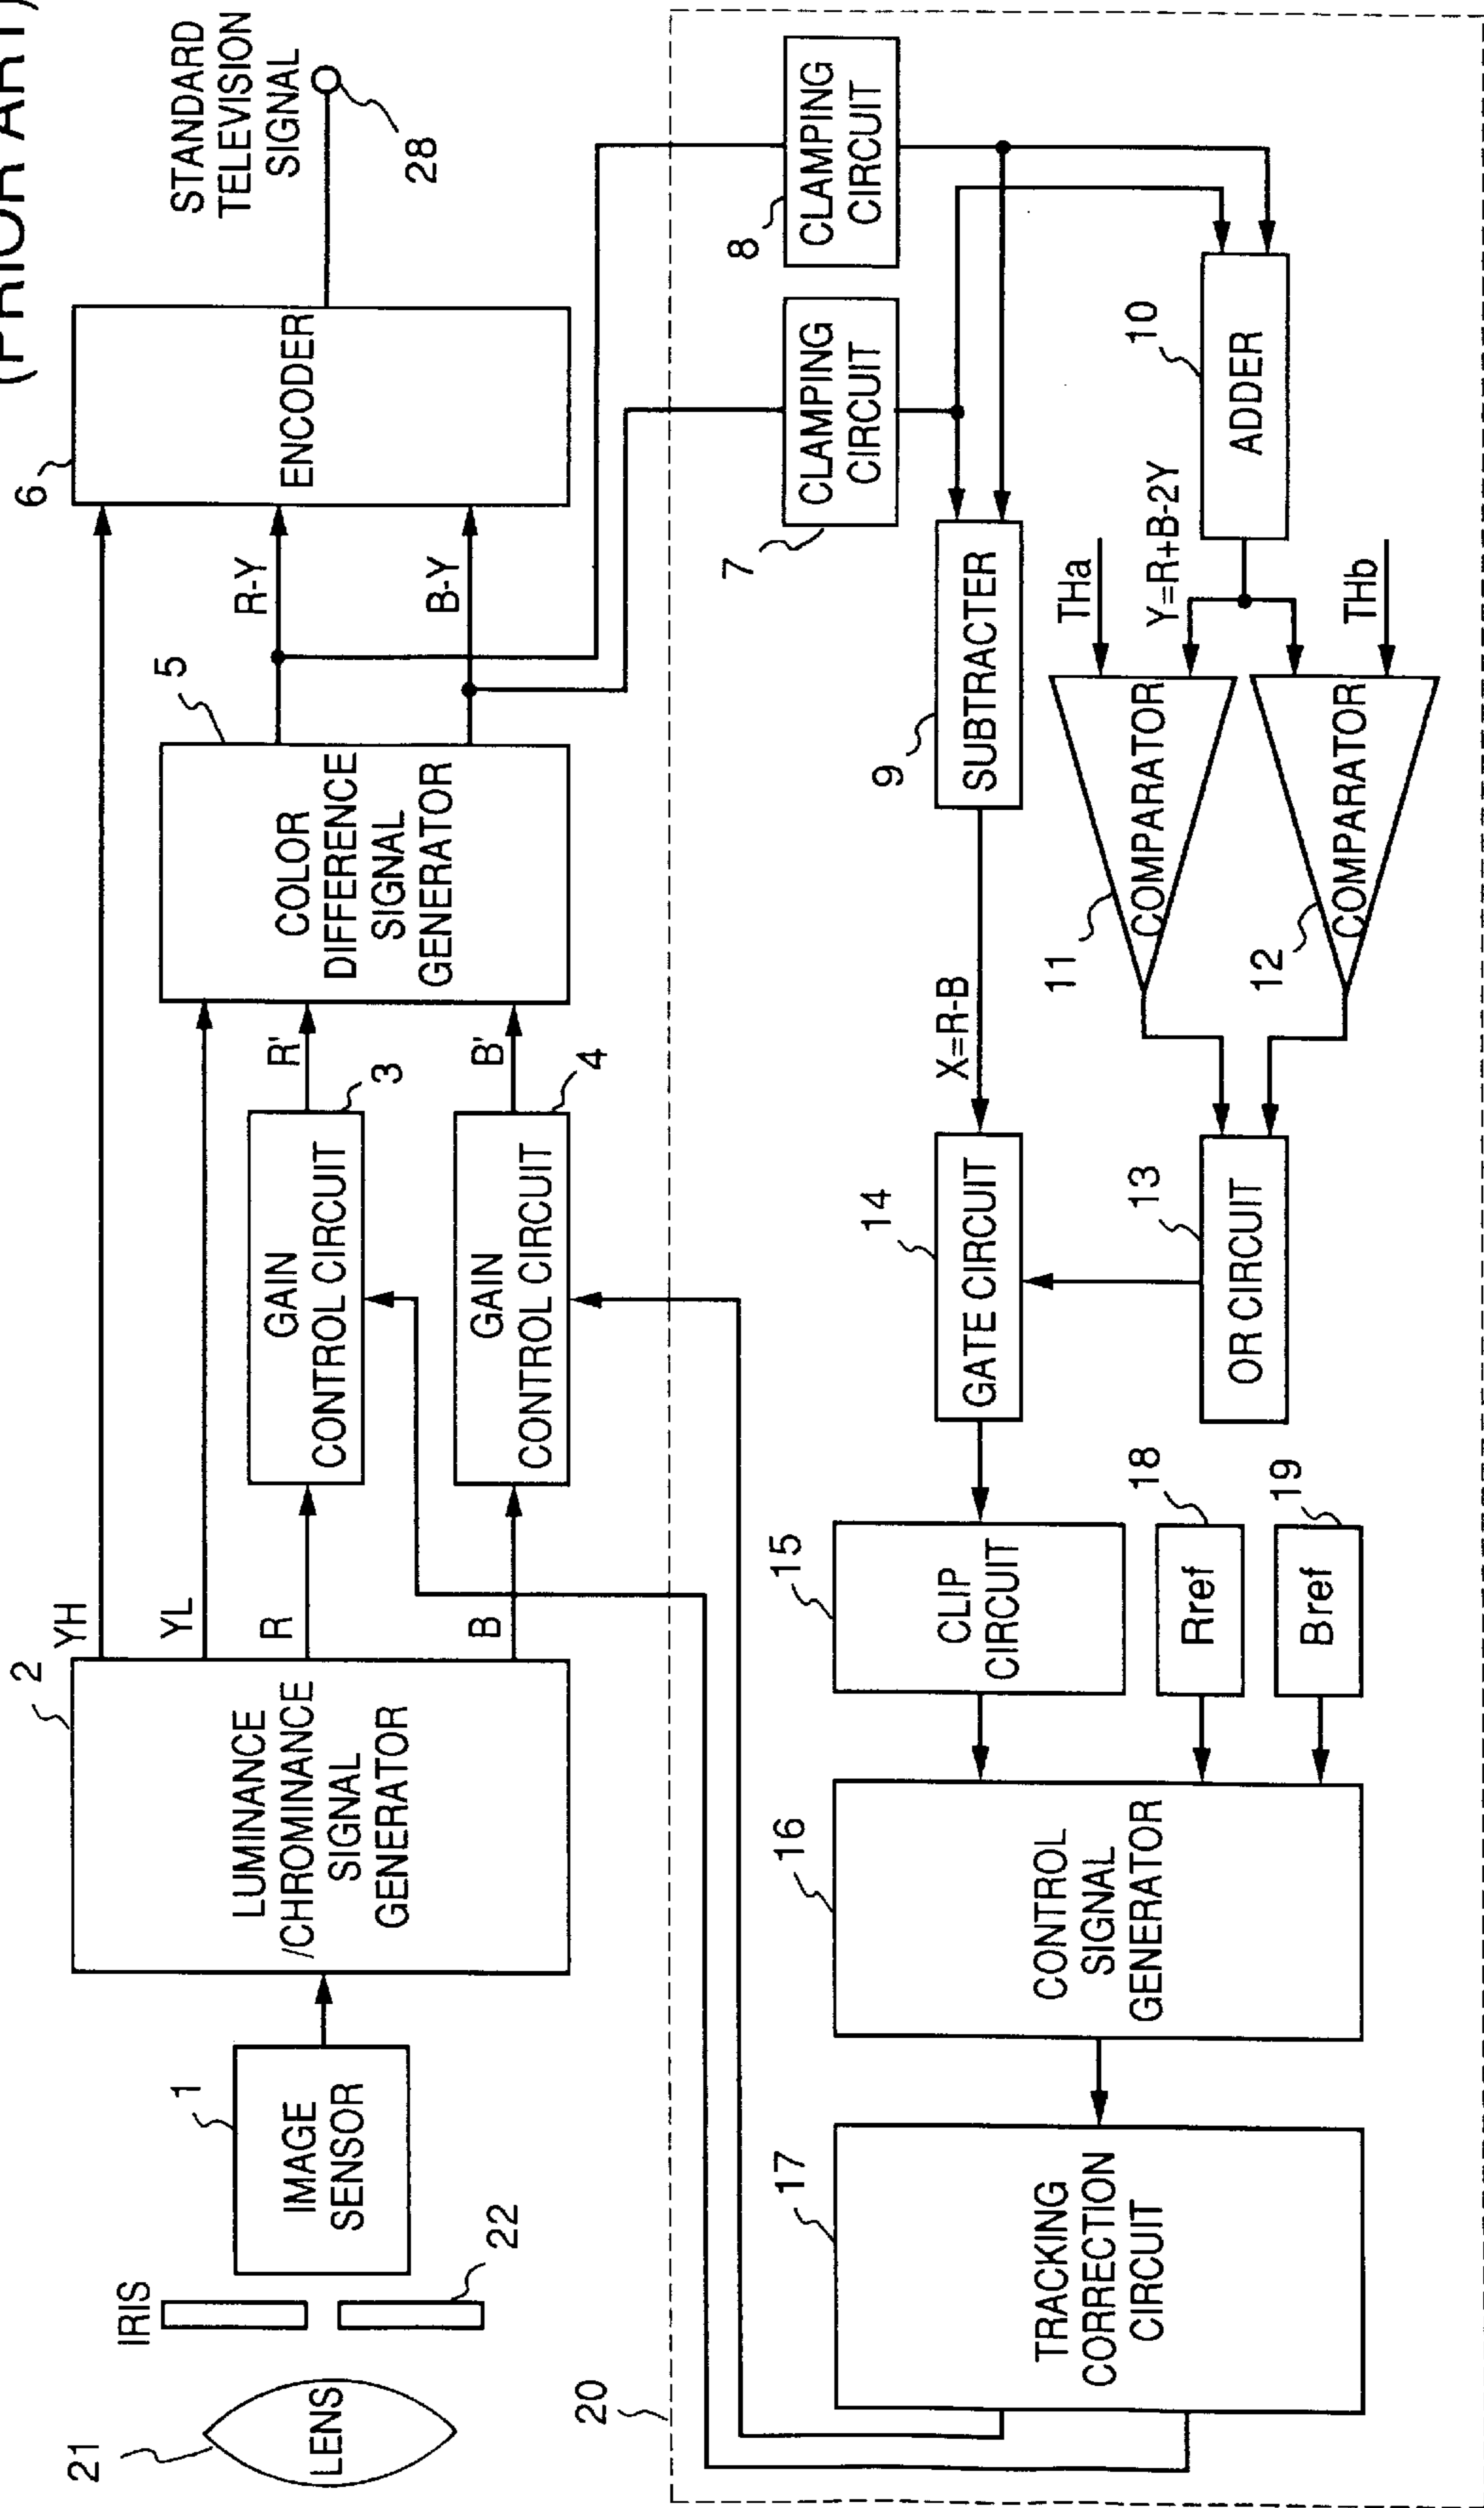 (PRIOR ART)
21
LENS
IRIS
22
1
IMAGE
SENSOR
2
LUMINANCE
/CHROMINANCE
SIGNAL
GENERATOR
YH
YL
R
B
GAIN
CONTROL CIRCUIT
3
GAIN
CONTROL CIRCUIT
4
R'
B'
5
COLOR
DIFFERENCE
SIGNAL
GENERATOR
R-Y
B-Y
6
ENCODER
STANDARD
TELEVISION
SIGNAL
28
20
17
TRACKING
CORRECTION
CIRCUIT
16
CONTROL
SIGNAL
GENERATOR
15
CLIP
CIRCUIT
18
Rref
19
Bref
14
GATE CIRCUIT
13
OR CIRCUIT
X=R-B
11
COMPARATOR
12
COMPARATOR
9
SUBTRACTER
THa
Y=R+B-2Y
THb
7
CLAMPING
CIRCUIT
8
CLAMPING
CIRCUIT
10
ADDER